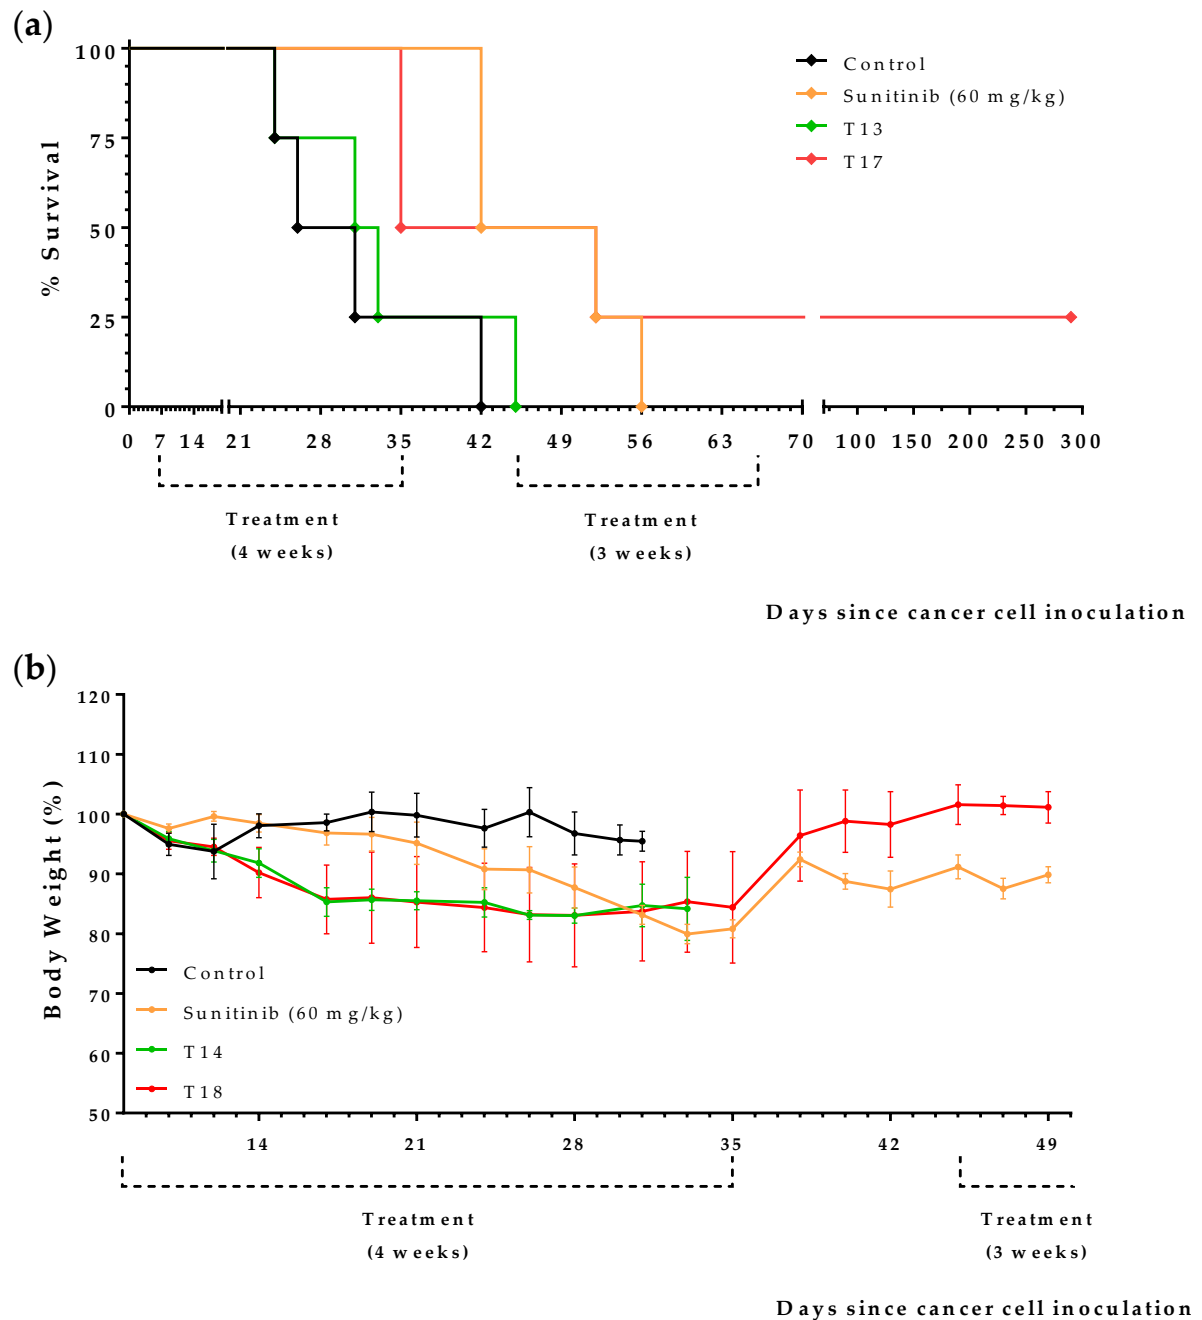 (a)
% Survival
100
75
50
25
0
Control
Sunitinib (60 mg/kg)
T13
T17
0 7 14 21 28 35 42 49 56 63 70 100 150 200 250 300
Treatment
(4 weeks)
Treatment
(3 weeks)
Days since cancer cell inoculation
(b)
Body Weight (%)
120
110
100
90
80
70
60
50
Control
Sunitinib (60 mg/kg)
T14
T18
14 21 28 35 42 49
Treatment
(4 weeks)
Treatment
(3 weeks)
Days since cancer cell inoculation